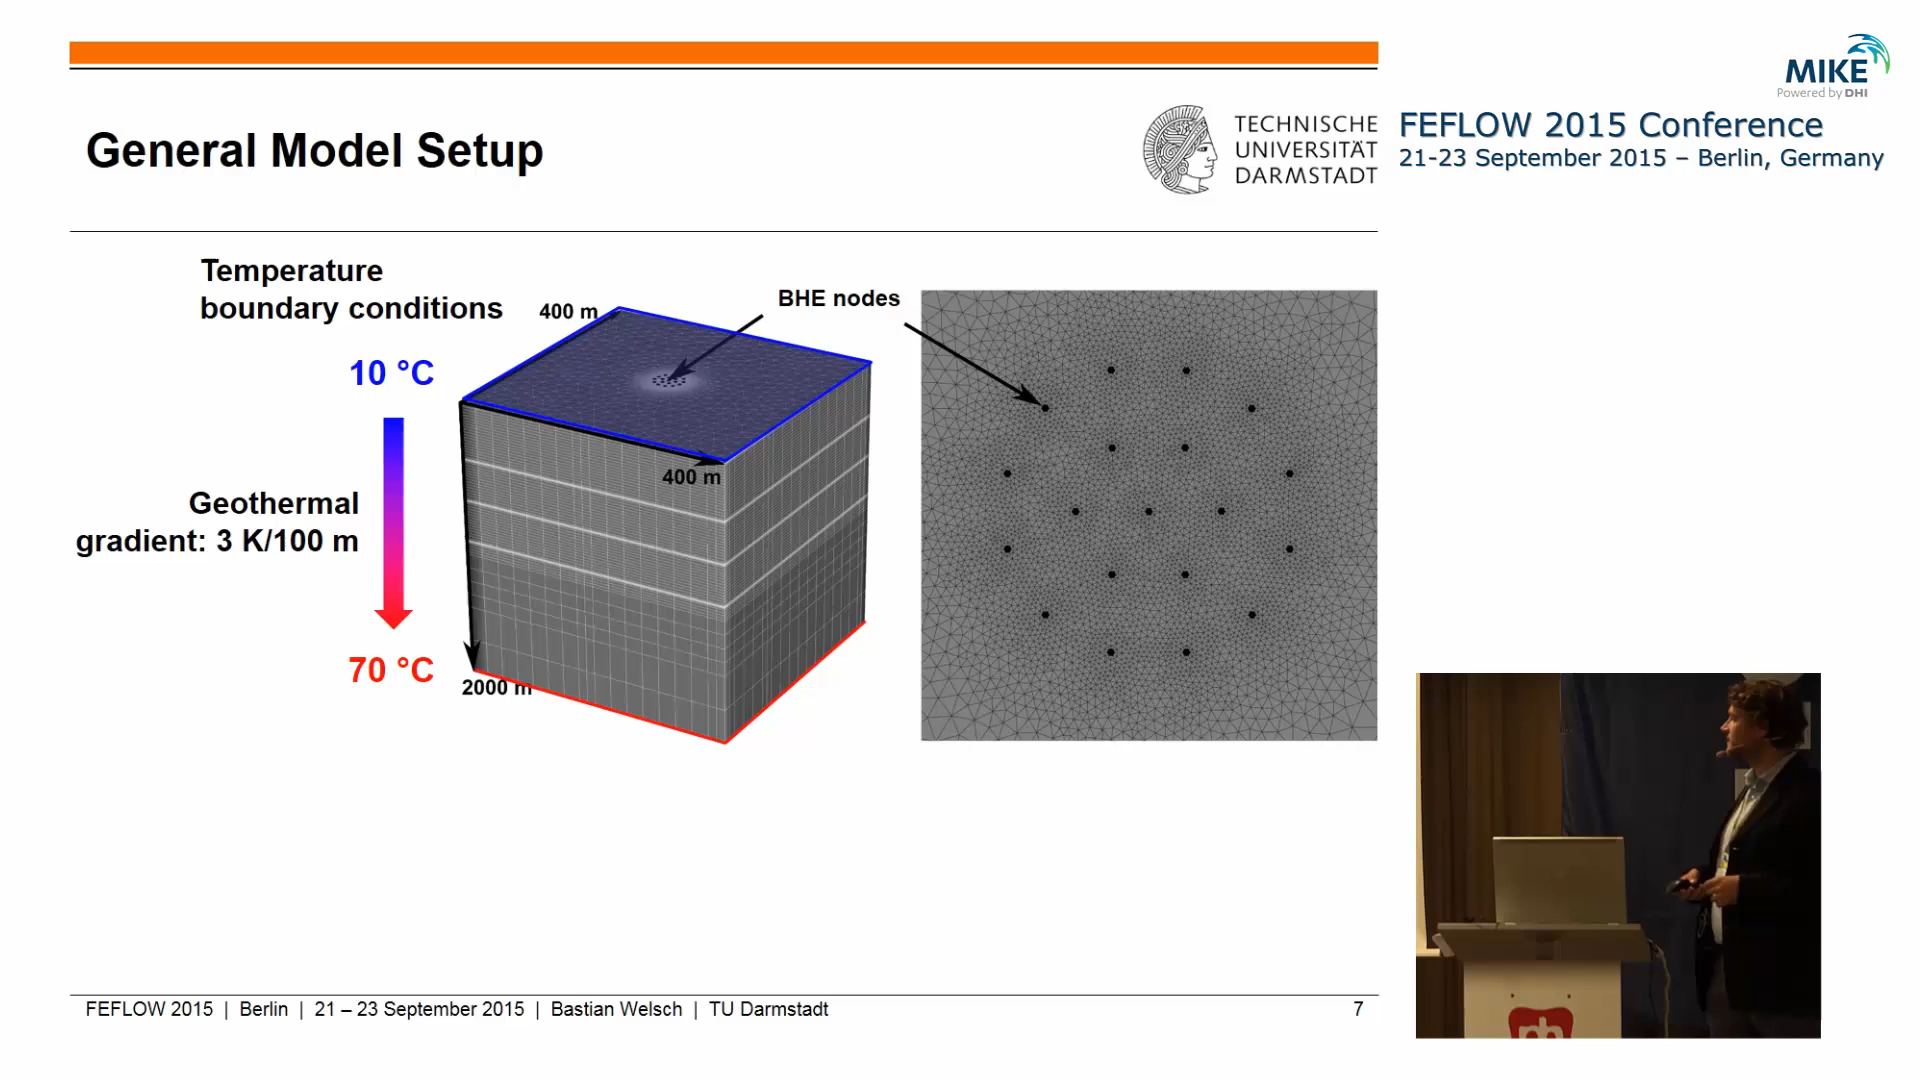 MIKE
Powered by DHI
General Model Setup
TECHNISCHE
UNIVERSITÄT
DARMSTADT
FEFLOW 2015 Conference
21-23 September 2015 – Berlin, Germany
Temperature
boundary conditions
400 m
BHE nodes
10 °C
400 m
Geothermal
gradient: 3 K/100 m
70 °C
2000 m
FEFLOW 2015 | Berlin | 21 – 23 September 2015 | Bastian Welsch | TU Darmstadt
7